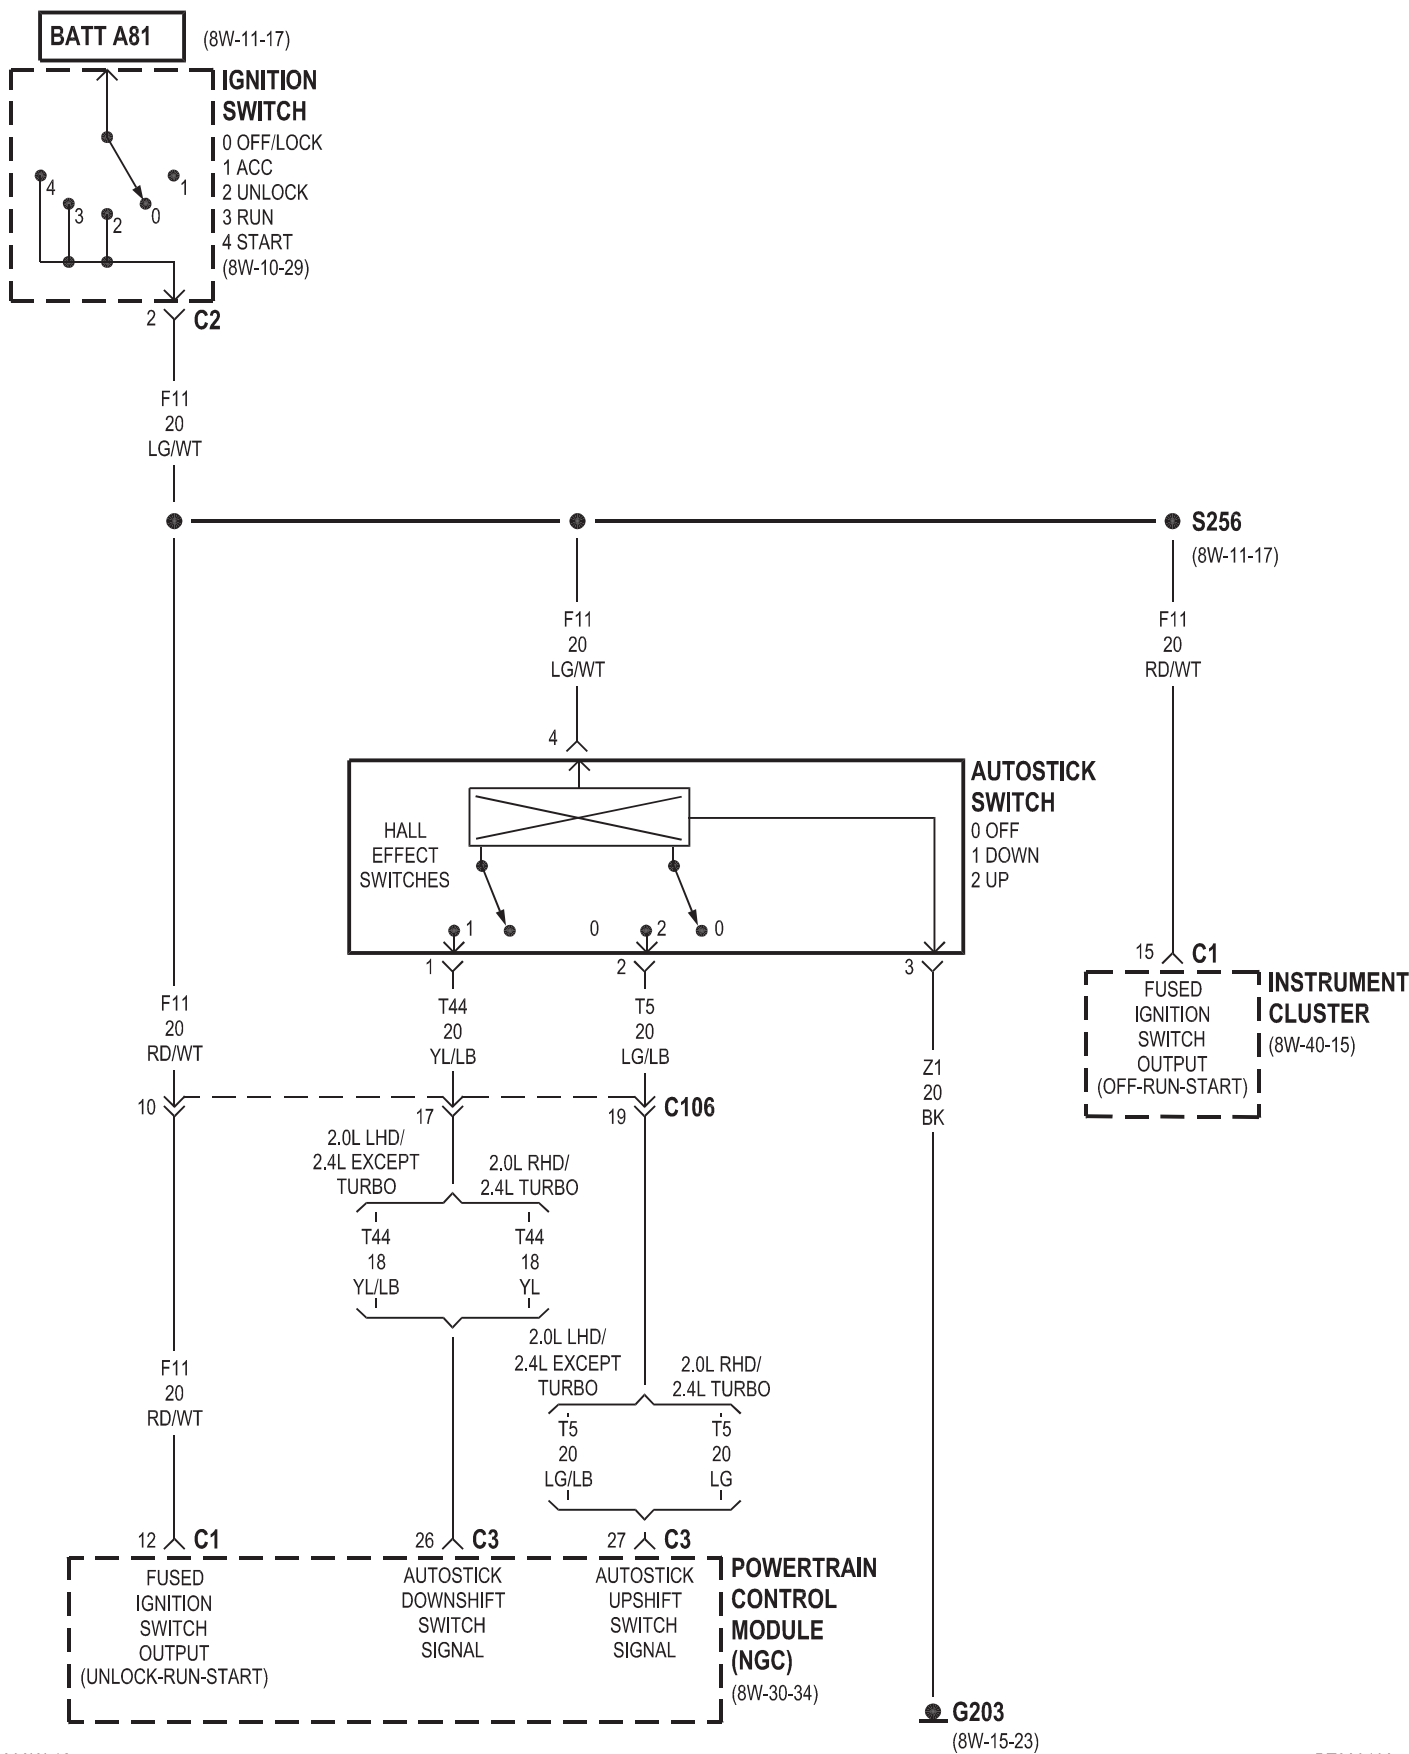 BATT A81
(8W-11-17)
IGNITION
SWITCH
0 OFF/LOCK
1 ACC
2 UNLOCK
3 RUN
4 START
(8W-10-29)
4
3
2
0
1
2
C2
F11
20
LG/WT
S256
(8W-11-17)
F11
20
LG/WT
F11
20
RD/WT
4
AUTOSTICK
SWITCH
0 OFF
1 DOWN
2 UP
HALL
EFFECT
SWITCHES
1
0
2
0
1
2
3
15
C1
INSTRUMENT
CLUSTER
(8W-40-15)
FUSED
IGNITION
SWITCH
OUTPUT
(OFF-RUN-START)
F11
20
RD/WT
T44
20
YL/LB
T5
20
LG/LB
Z1
20
BK
10
17
19
C106
2.0L LHD/
2.4L EXCEPT
TURBO
2.0L RHD/
2.4L TURBO
T44
18
YL/LB
T44
18
YL
2.0L LHD/
2.4L EXCEPT
TURBO
2.0L RHD/
2.4L TURBO
F11
20
RD/WT
T5
20
LG/LB
T5
20
LG
12
C1
26
C3
27
C3
FUSED
IGNITION
SWITCH
OUTPUT
(UNLOCK-RUN-START)
AUTOSTICK
DOWNSHIFT
SWITCH
SIGNAL
AUTOSTICK
UPSHIFT
SWITCH
SIGNAL
POWERTRAIN
CONTROL
MODULE
(NGC)
(8W-30-34)
G203
(8W-15-23)